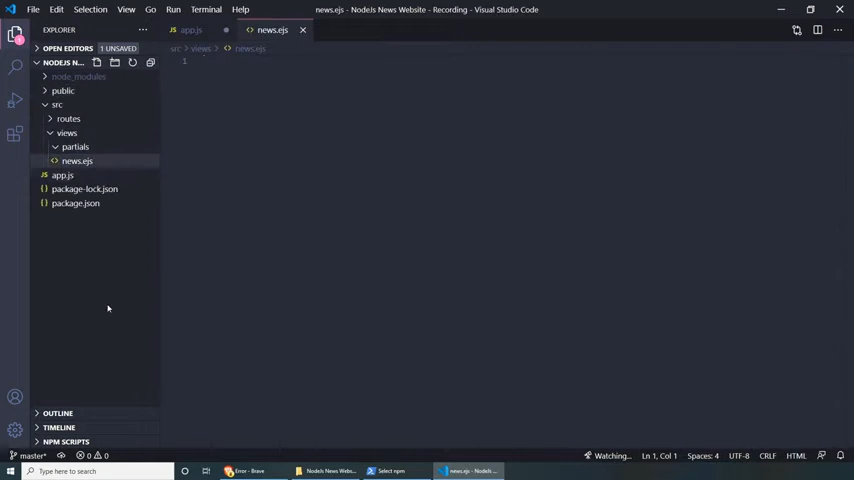 File Edit Selection View Go Run Terminal Help news.ejs - NodeJs News Website - Recording - Visual Studio Code
EXPLORER
OPEN EDITORS 1 UNSAVED
NODEJS N...
node_modules
public
src
routes
views
partials
news.ejs
app.js
package-lock.json
package.json
OUTLINE
TIMELINE
NPM SCRIPTS
app.js news.ejs
src views news.ejs
1
master* 0 0 Watching... Ln 1, Col 1 Spaces: 4 UTF-8 CRLF HTML
Type here to search Error - Brave NodeJs News Websit... Select npm news.ejs - NodeJs ...